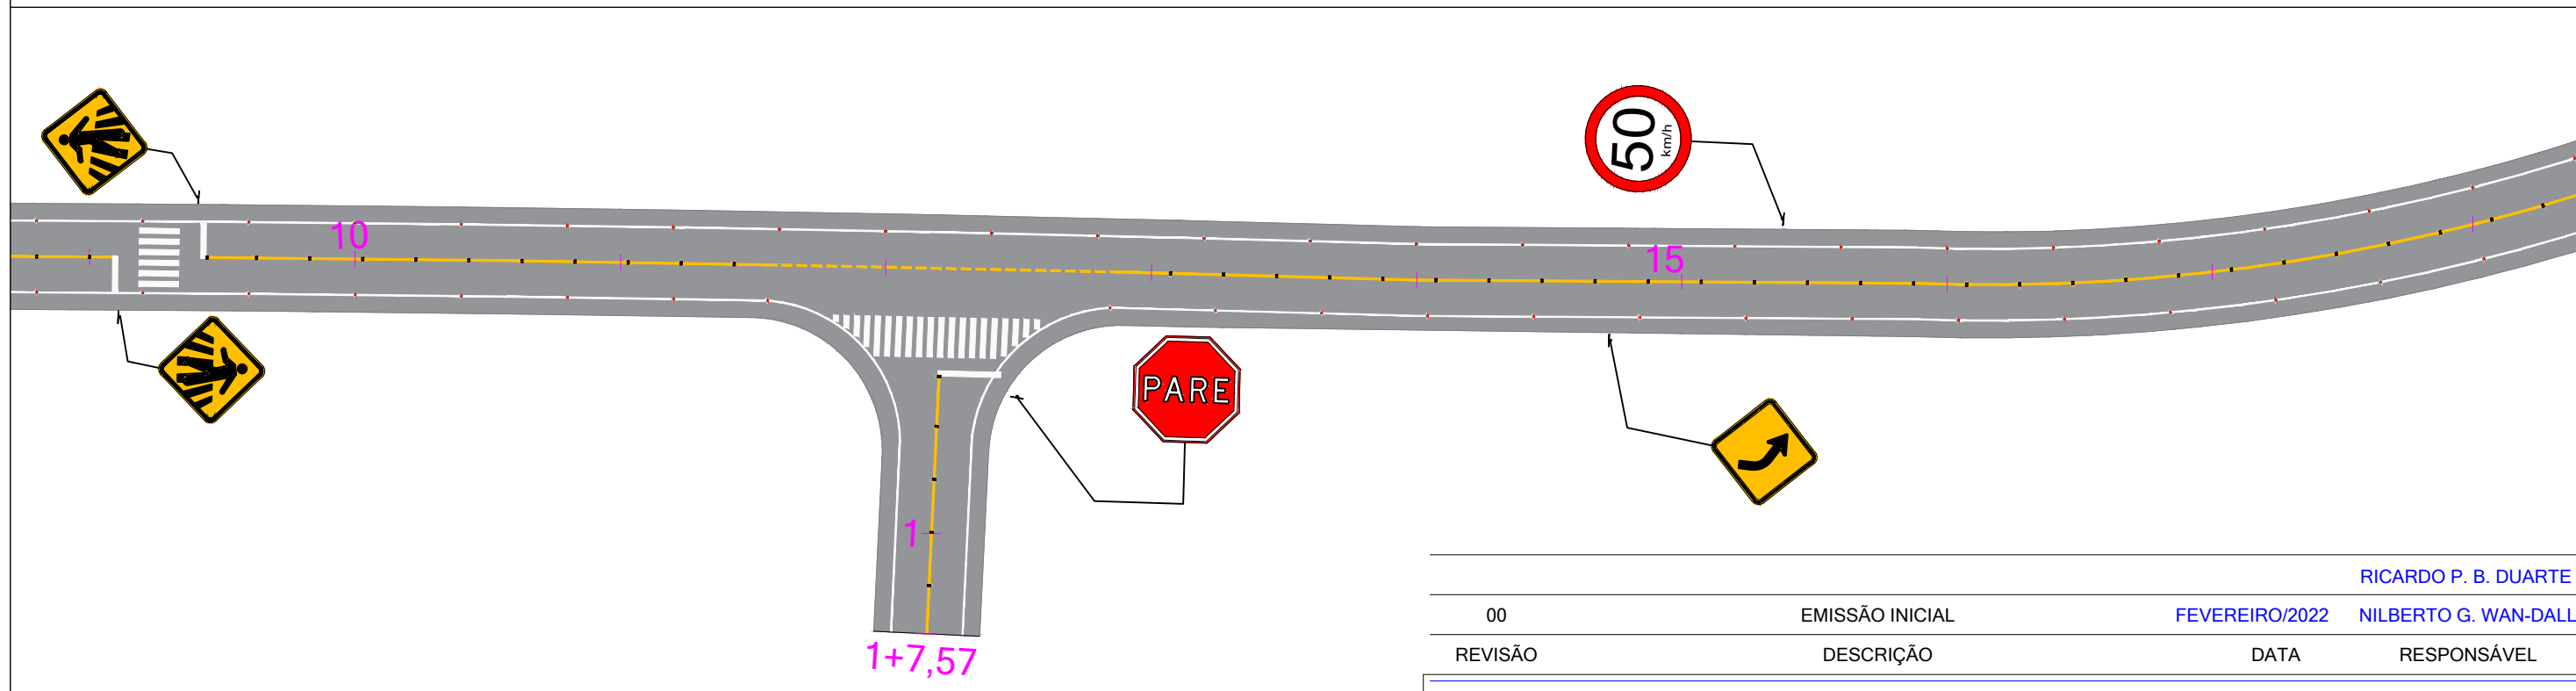 50
km/h
10
15
PARE
1
1+7,57
RICARDO P. B. DUARTE
00 EMISSÃO INICIAL FEVEREIRO/2022 NILBERTO G. WAN-DALL
REVISÃO DESCRIÇÃO DATA RESPONSÁVEL